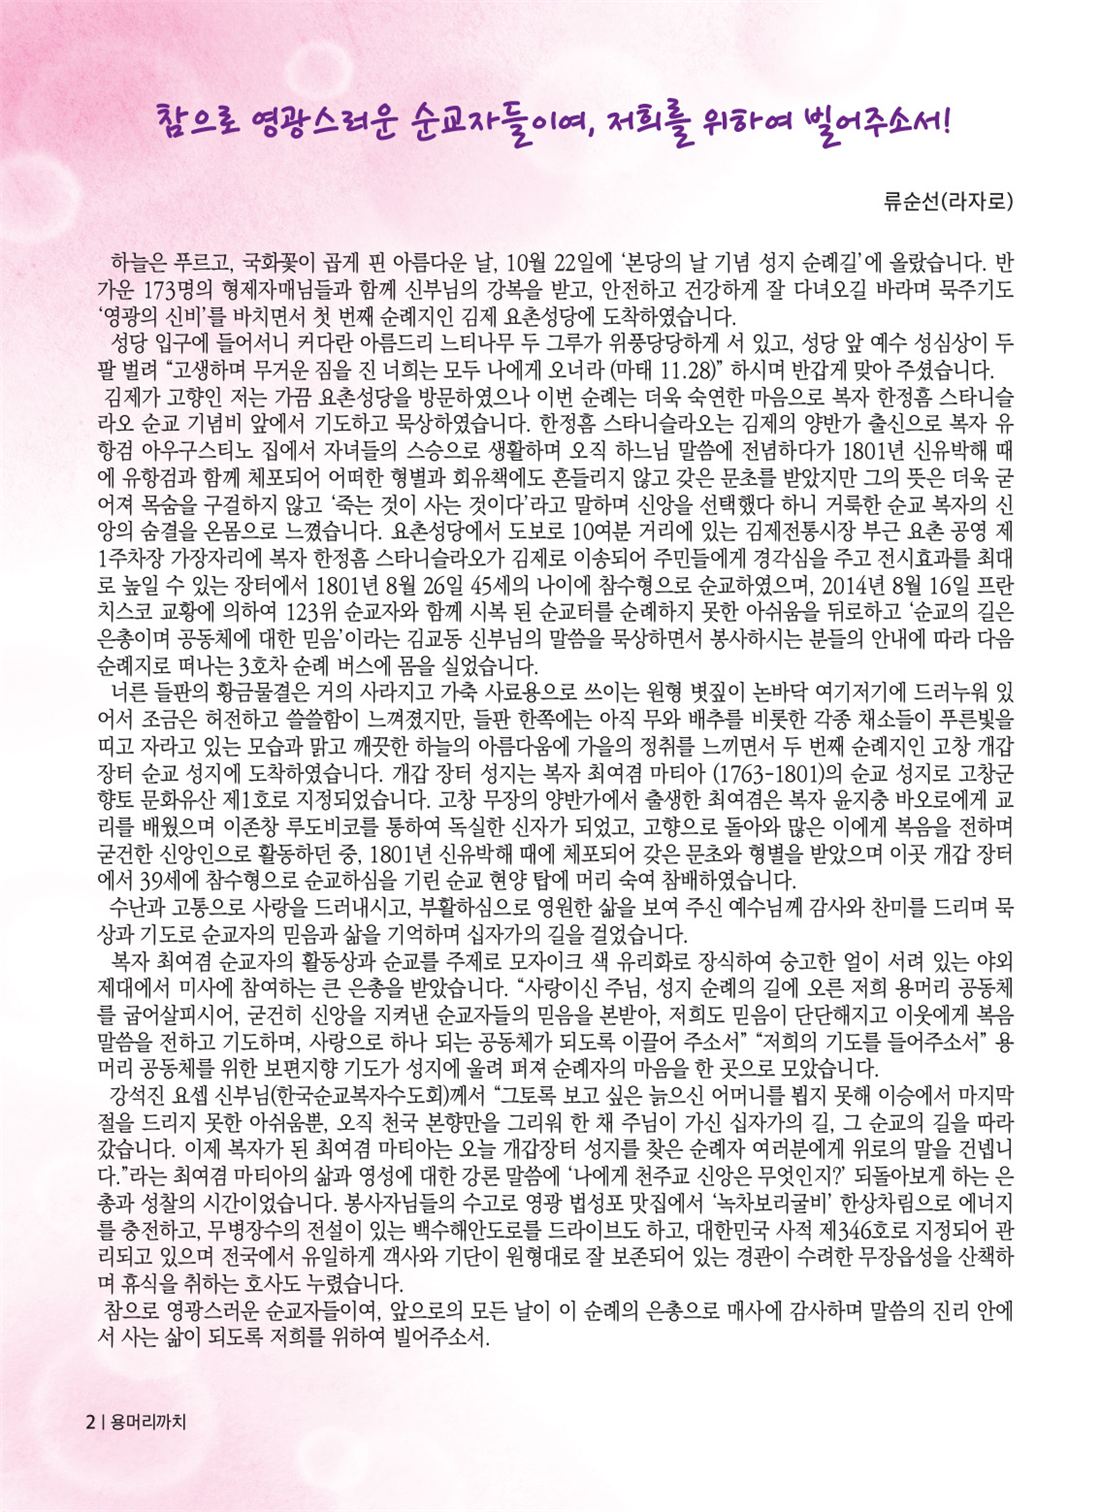 참으로 영광스러운 순교자들이여, 저희를 위하여 빌어주소서!
류순선(라자로)
하늘은 푸르고, 국화꽃이 곱게 핀 아름다운 날, 10월 22일에 ‘본당의 날 기념 성지 순례길’에 올랐습니다. 반
가운 173명의 형제자매님들과 함께 신부님의 강복을 받고, 안전하고 건강하게 잘 다녀오길 바라며 묵주기도
‘영광의 신비’를 바치면서 첫 번째 순례지인 김제 요촌성당에 도착하였습니다.
성당 입구에 들어서니 커다란 아름드리 느티나무 두 그루가 위풍당당하게 서 있고, 성당 앞 예수 성심상이 두
팔 벌려 “고생하며 무거운 짐을 진 너희는 모두 나에게 오너라 (마태 11.28)” 하시며 반갑게 맞아 주셨습니다.
김제가 고향인 저는 가끔 요촌성당을 방문하였으나 이번 순례는 더욱 숙연한 마음으로 복자 한정흠 스타니슬
라오 순교 기념비 앞에서 기도하고 묵상하였습니다. 한정흠 스타니슬라오는 김제의 양반가 출신으로 복자 유
항검 아우구스티노 집에서 자녀들의 스승으로 생활하며 오직 하느님 말씀에 전념하다가 1801년 신유박해 때
에 유항검과 함께 체포되어 어떠한 형벌과 회유책에도 흔들리지 않고 갖은 문초를 받았지만 그의 뜻은 더욱 굳
어져 목숨을 구걸하지 않고 ‘죽는 것이 사는 것이다’라고 말하며 신앙을 선택했다 하니 거룩한 순교 복자의 신
앙의 숨결을 온몸으로 느꼈습니다. 요촌성당에서 도보로 10여분 거리에 있는 김제전통시장 부근 요촌 공영 제
1주차장 가장자리에 복자 한정흠 스타니슬라오가 김제로 이송되어 주민들에게 경각심을 주고 전시효과를 최대
로 높일 수 있는 장터에서 1801년 8월 26일 45세의 나이에 참수형으로 순교하였으며, 2014년 8월 16일 프란
치스코 교황에 의하여 123위 순교자와 함께 시복 된 순교터를 순례하지 못한 아쉬움을 뒤로하고 ‘순교의 길은
은총이며 공동체에 대한 믿음’이라는 김교동 신부님의 말씀을 묵상하면서 봉사하시는 분들의 안내에 따라 다음
순례지로 떠나는 3호차 순례 버스에 몸을 실었습니다.
너른 들판의 황금물결은 거의 사라지고 가축 사료용으로 쓰이는 원형 볏짚이 논바닥 여기저기에 드러누워 있
어서 조금은 허전하고 쓸쓸함이 느껴졌지만, 들판 한쪽에는 아직 무와 배추를 비롯한 각종 채소들이 푸른빛을
띠고 자라고 있는 모습과 맑고 깨끗한 하늘의 아름다움에 가을의 정취를 느끼면서 두 번째 순례지인 고창 개갑
장터 순교 성지에 도착하였습니다. 개갑 장터 성지는 복자 최여겸 마티아 (1763-1801)의 순교 성지로 고창군
향토 문화유산 제1호로 지정되었습니다. 고창 무장의 양반가에서 출생한 최여겸은 복자 윤지충 바오로에게 교
리를 배웠으며 이존창 루도비코를 통하여 독실한 신자가 되었고, 고향으로 돌아와 많은 이에게 복음을 전하며
굳건한 신앙인으로 활동하던 중, 1801년 신유박해 때에 체포되어 갖은 문초와 형벌을 받았으며 이곳 개갑 장터
에서 39세에 참수형으로 순교하심을 기린 순교 현양 탑에 머리 숙여 참배하였습니다.
수난과 고통으로 사랑을 드러내시고, 부활하심으로 영원한 삶을 보여 주신 예수님께 감사와 찬미를 드리며 묵
상과 기도로 순교자의 믿음과 삶을 기억하며 십자가의 길을 걸었습니다.
복자 최여겸 순교자의 활동상과 순교를 주제로 모자이크 색 유리화로 장식하여 숭고한 얼이 서려 있는 야외
제대에서 미사에 참여하는 큰 은총을 받았습니다. “사랑이신 주님, 성지 순례의 길에 오른 저희 용머리 공동체
를 굽어살피시어, 굳건히 신앙을 지켜낸 순교자들의 믿음을 본받아, 저희도 믿음이 단단해지고 이웃에게 복음
말씀을 전하고 기도하며, 사랑으로 하나 되는 공동체가 되도록 이끌어 주소서” “저희의 기도를 들어주소서” 용
머리 공동체를 위한 보편지향 기도가 성지에 울려 퍼져 순례자의 마음을 한 곳으로 모았습니다.
강석진 요셉 신부님(한국순교복자수도회)께서 “그토록 보고 싶은 늙으신 어머니를 뵙지 못해 이승에서 마지막
절을 드리지 못한 아쉬움뿐, 오직 천국 본향만을 그리워 한 채 주님이 가신 십자가의 길, 그 순교의 길을 따라
갔습니다. 이제 복자가 된 최여겸 마티아는 오늘 개갑장터 성지를 찾은 순례자 여러분에게 위로의 말을 건넵니
다.”라는 최여겸 마티아의 삶과 영성에 대한 강론 말씀에 ‘나에게 천주교 신앙은 무엇인지?’ 되돌아보게 하는 은
총과 성찰의 시간이었습니다. 봉사자님들의 수고로 영광 법성포 맛집에서 ‘녹차보리굴비’ 한상차림으로 에너지
를 충전하고, 무병장수의 전설이 있는 백수해안도로를 드라이브도 하고, 대한민국 사적 제346호로 지정되어 관
리되고 있으며 전국에서 유일하게 객사와 기단이 원형대로 잘 보존되어 있는 경관이 수려한 무장읍성을 산책하
며 휴식을 취하는 호사도 누렸습니다.
참으로 영광스러운 순교자들이여, 앞으로의 모든 날이 이 순례의 은총으로 매사에 감사하며 말씀의 진리 안에
서 사는 삶이 되도록 저희를 위하여 빌어주소서.
2 | 용머리까치